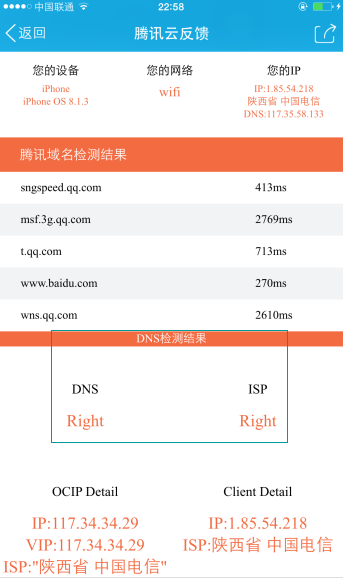 中国联通 22:58
返回 腾讯云反馈
您的设备 您的网络 您的IP
iPhone wifi IP:1.85.54.218
iPhone OS 8.1.3 陕西省 中国电信
DNS:117.35.58.133
腾讯域名检测结果
sngspeed.qq.com 413ms
msf.3g.qq.com 2769ms
t.qq.com 713ms
www.baidu.com 270ms
wns.qq.com 2610ms
DNS检测结果
DNS ISP
Right Right
OCIP Detail Client Detail
IP:117.34.34.29 IP:1.85.54.218
VIP:117.34.34.29 ISP:陕西省 中国电信
ISP:"陕西省 中国电信"